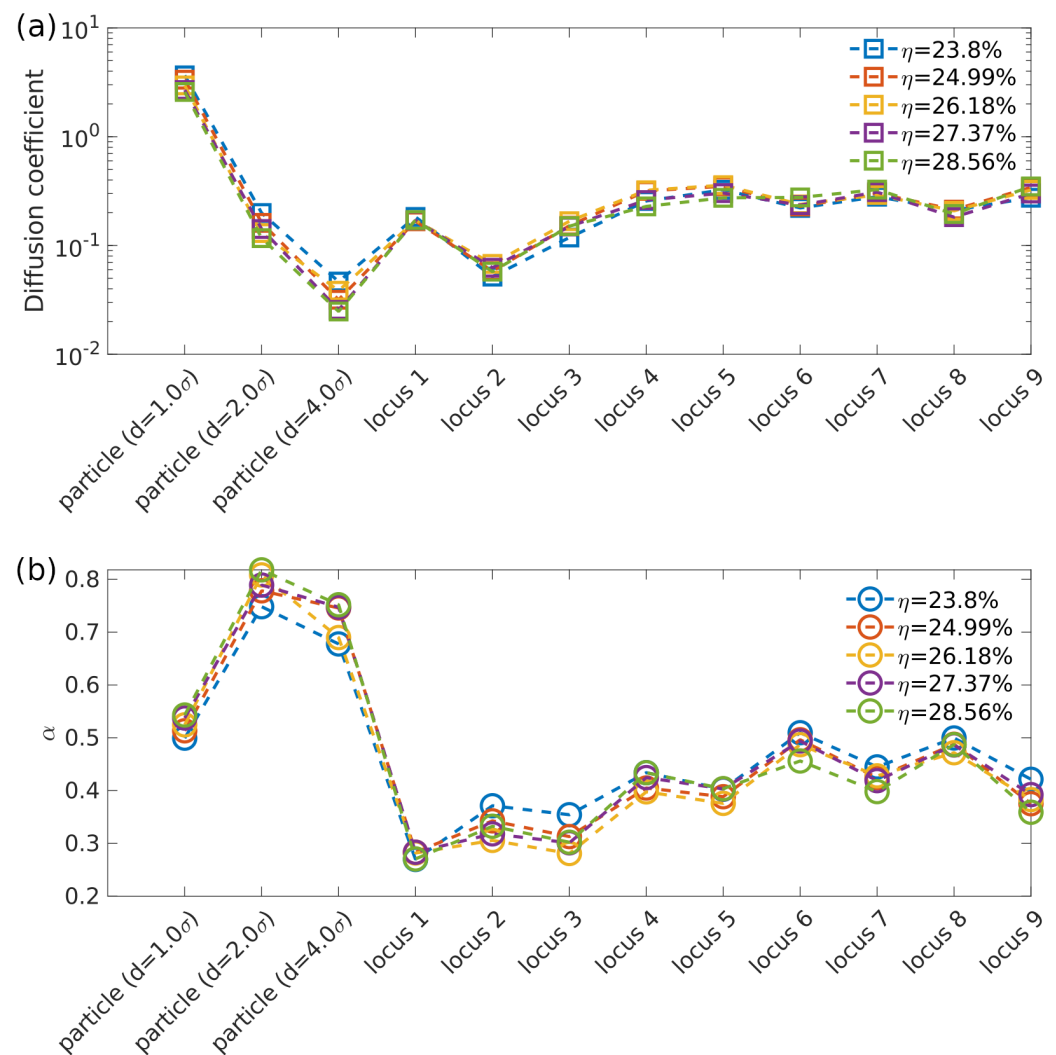 (a)
10¹
10⁰
10⁻¹
10⁻²
Diffusion coefficient
η=23.8%
η=24.99%
η=26.18%
η=27.37%
η=28.56%
particle (d=1.0σ)
particle (d=2.0σ)
particle (d=4.0σ)
locus 1
locus 2
locus 3
locus 4
locus 5
locus 6
locus 7
locus 8
locus 9
(b)
0.8
0.7
0.6
0.5
0.4
0.3
0.2
α
η=23.8%
η=24.99%
η=26.18%
η=27.37%
η=28.56%
particle (d=1.0σ)
particle (d=2.0σ)
particle (d=4.0σ)
locus 1
locus 2
locus 3
locus 4
locus 5
locus 6
locus 7
locus 8
locus 9